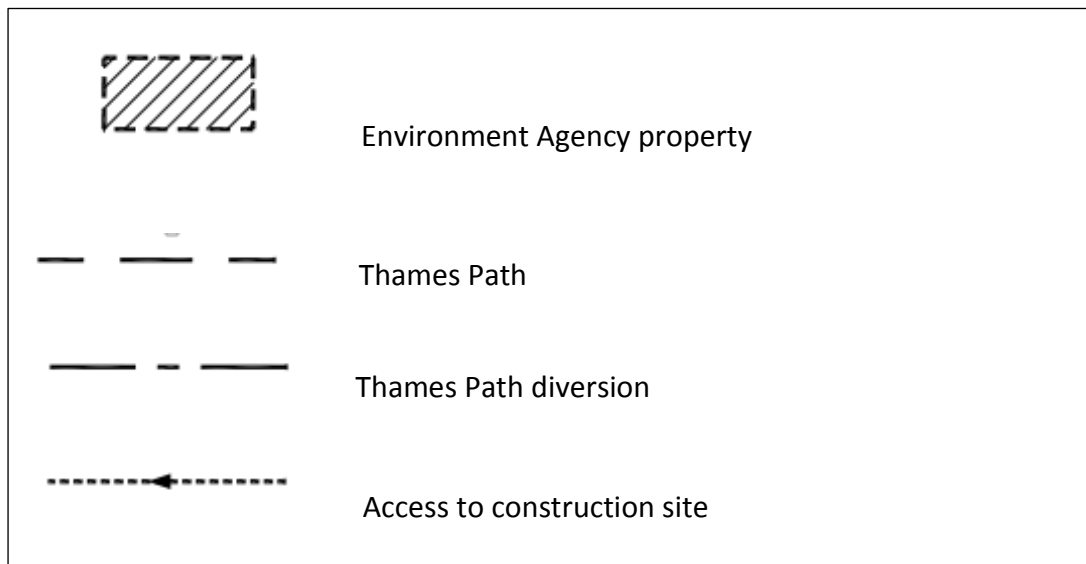 Environment Agency property
Thames Path
Thames Path diversion
Access to construction site